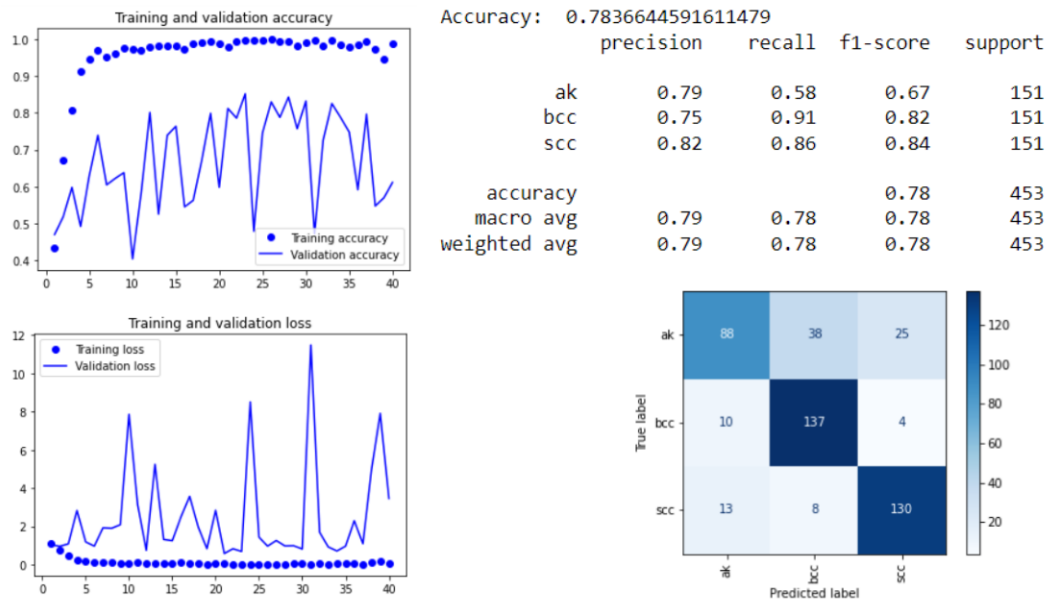 Training and validation accuracy
1.0
0.9
0.8
0.7
0.6
0.5
0.4
Training accuracy
Validation accuracy
0 5 10 15 20 25 30 35 40
Training and validation loss
12
10
8
6
4
2
0
Training loss
Validation loss
0 5 10 15 20 25 30 35 40
Accuracy: 0.7836644591611479
precision recall f1-score support
ak 0.79 0.58 0.67 151
bcc 0.75 0.91 0.82 151
scc 0.82 0.86 0.84 151
accuracy 0.78 453
macro avg 0.79 0.78 0.78 453
weighted avg 0.79 0.78 0.78 453
True label
ak 88 38 25
bcc 10 137 4
scc 13 8 130
ak bcc scc
Predicted label
120
100
80
60
40
20